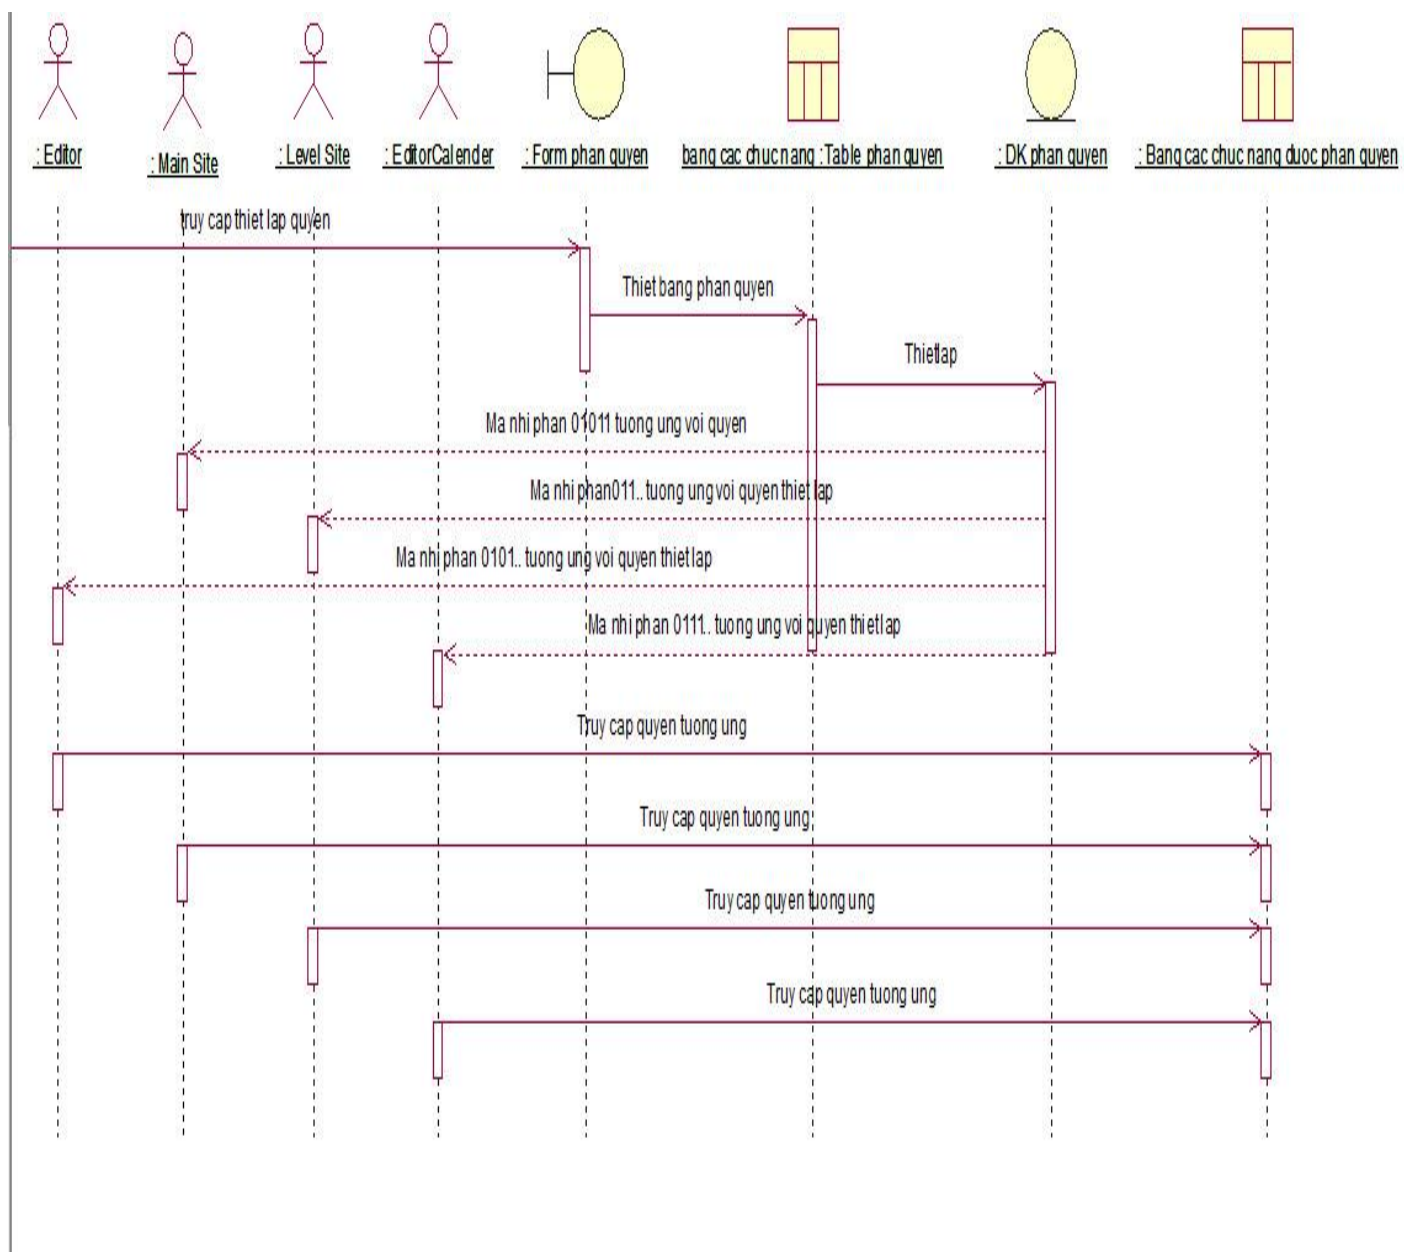 : Editor
: Main Site
: Level Site
: EditorCalender
: Form phan quyen
bang cac chuc nang :Table phan quyen
: DK phan quyen
: Bang cac chuc nang duoc phan quyen
truy cap thiet lap quyen
Thiet bang phan quyen
Thiet lap
Ma nhi phan 01011 tuong ung voi quyen
Ma nhi phan011.. tuong ung voi quyen thiet lap
Ma nhi phan 0101.. tuong ung voi quyen thiet lap
Ma nhi phan 0111.. tuong ung voi quyen thiet lap
Truy cap quyen tuong ung
Truy cap quyen tuong ung
Truy cap quyen tuong ung
Truy cap quyen tuong ung